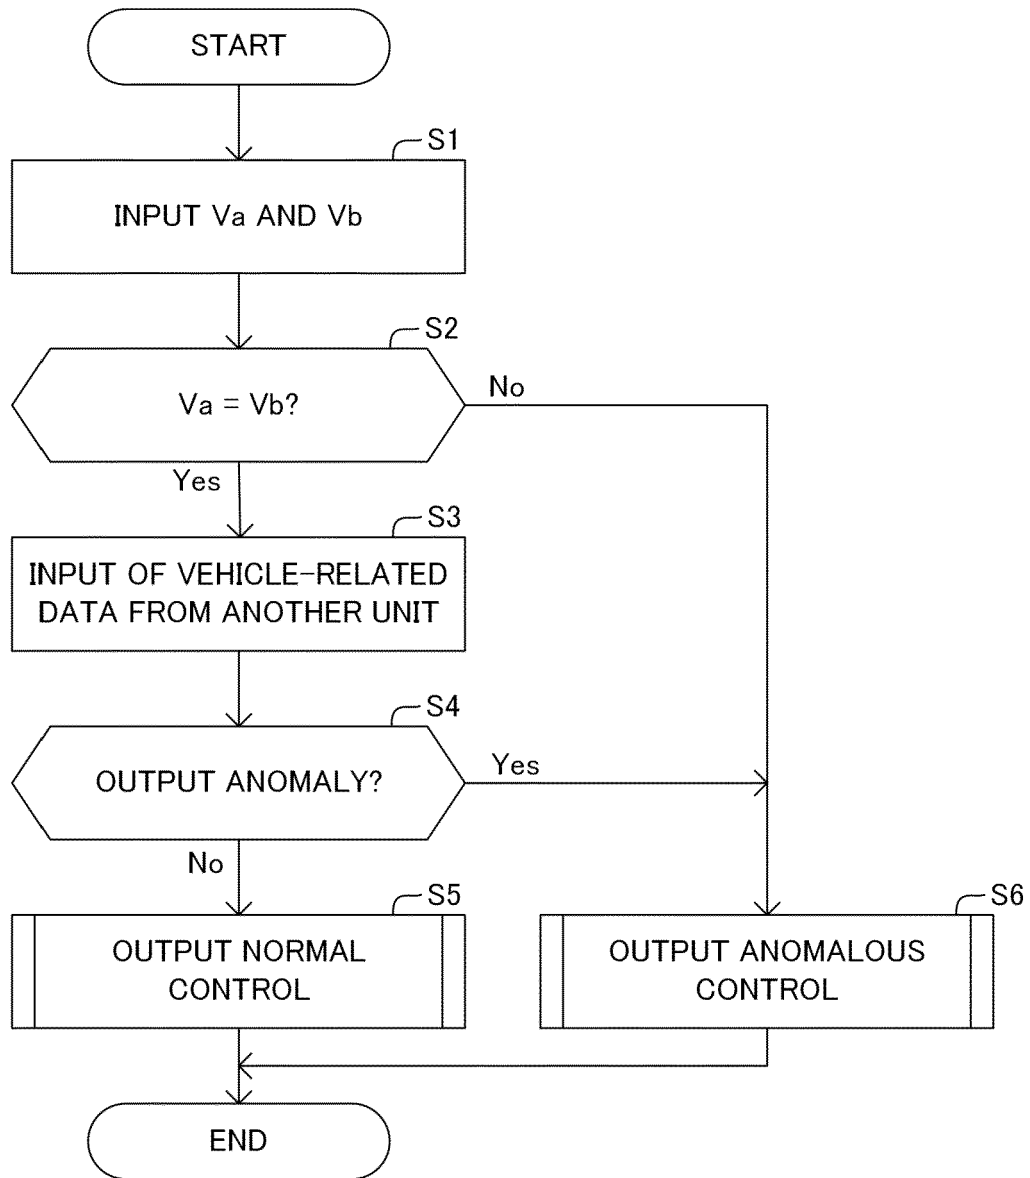 START
S1
INPUT Va AND Vb
S2
Va = Vb?
No
Yes
S3
INPUT OF VEHICLE-RELATED
DATA FROM ANOTHER UNIT
S4
OUTPUT ANOMALY?
Yes
No
S5
OUTPUT NORMAL
CONTROL
S6
OUTPUT ANOMALOUS
CONTROL
END